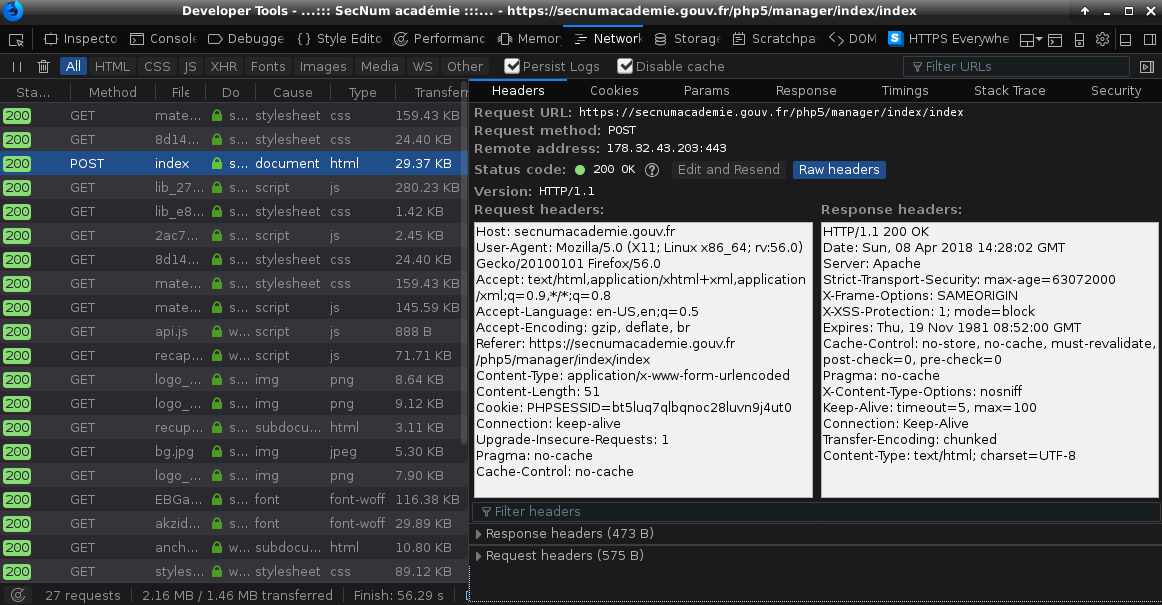 Developer Tools - ...::: SecNum académie :::... - https://secnumacademie.gouv.fr/php5/manager/index/index
Inspecto Console Debugge { } Style Edito Performanc Memor Network Storag Scratchpa DOM S HTTPS Everywhe
All HTML CSS JS XHR Fonts Images Media WS Other Persist Logs Disable cache Filter URLs
Sta... Method File Do Cause Type Transfer
200 GET mate... s... stylesheet css 159.43 KB
200 GET 8d14... s... stylesheet css 24.40 KB
200 POST index s... document html 29.37 KB
200 GET lib_27... s... script js 280.23 KB
200 GET lib_e8... s... stylesheet css 1.42 KB
200 GET 2ac7... s... script js 2.45 KB
200 GET 8d14... s... stylesheet css 24.40 KB
200 GET mate... s... stylesheet css 159.43 KB
200 GET mate... s... script js 145.59 KB
200 GET api.js w... script js 888 B
200 GET recap... w... script js 71.71 KB
200 GET logo_... s... img png 8.64 KB
200 GET logo_... s... img png 9.12 KB
200 GET recup... s... subdocu... html 3.11 KB
200 GET bg.jpg s... img jpeg 5.30 KB
200 GET logo_... s... img png 7.90 KB
200 GET EBGa... s... font font-woff 116.38 KB
200 GET akzid... s... font font-woff 29.89 KB
200 GET anch... w... subdocu... html 10.80 KB
200 GET styles... w... stylesheet css 89.12 KB
27 requests 2.16 MB / 1.46 MB transferred Finish: 56.29 s
Headers Cookies Params Response Timings Stack Trace Security
Request URL: https://secnumacademie.gouv.fr/php5/manager/index/index
Request method: POST
Remote address: 178.32.43.203:443
Status code: 200 OK ? Edit and Resend Raw headers
Version: HTTP/1.1
Request headers:
Host: secnumacademie.gouv.fr
User-Agent: Mozilla/5.0 (X11; Linux x86_64; rv:56.0)
Gecko/20100101 Firefox/56.0
Accept: text/html,application/xhtml+xml,application
/xml;q=0.9,*/*;q=0.8
Accept-Language: en-US,en;q=0.5
Accept-Encoding: gzip, deflate, br
Referer: https://secnumacademie.gouv.fr
/php5/manager/index/index
Content-Type: application/x-www-form-urlencoded
Content-Length: 51
Cookie: PHPSESSID=bt5luq7qlbqnoc28luvn9j4ut0
Connection: keep-alive
Upgrade-Insecure-Requests: 1
Pragma: no-cache
Cache-Control: no-cache
Response headers:
HTTP/1.1 200 OK
Date: Sun, 08 Apr 2018 14:28:02 GMT
Server: Apache
Strict-Transport-Security: max-age=63072000
X-Frame-Options: SAMEORIGIN
X-XSS-Protection: 1; mode=block
Expires: Thu, 19 Nov 1981 08:52:00 GMT
Cache-Control: no-store, no-cache, must-revalidate,
post-check=0, pre-check=0
Pragma: no-cache
X-Content-Type-Options: nosniff
Keep-Alive: timeout=5, max=100
Connection: Keep-Alive
Transfer-Encoding: chunked
Content-Type: text/html; charset=UTF-8
Filter headers
Response headers (473 B)
Request headers (575 B)